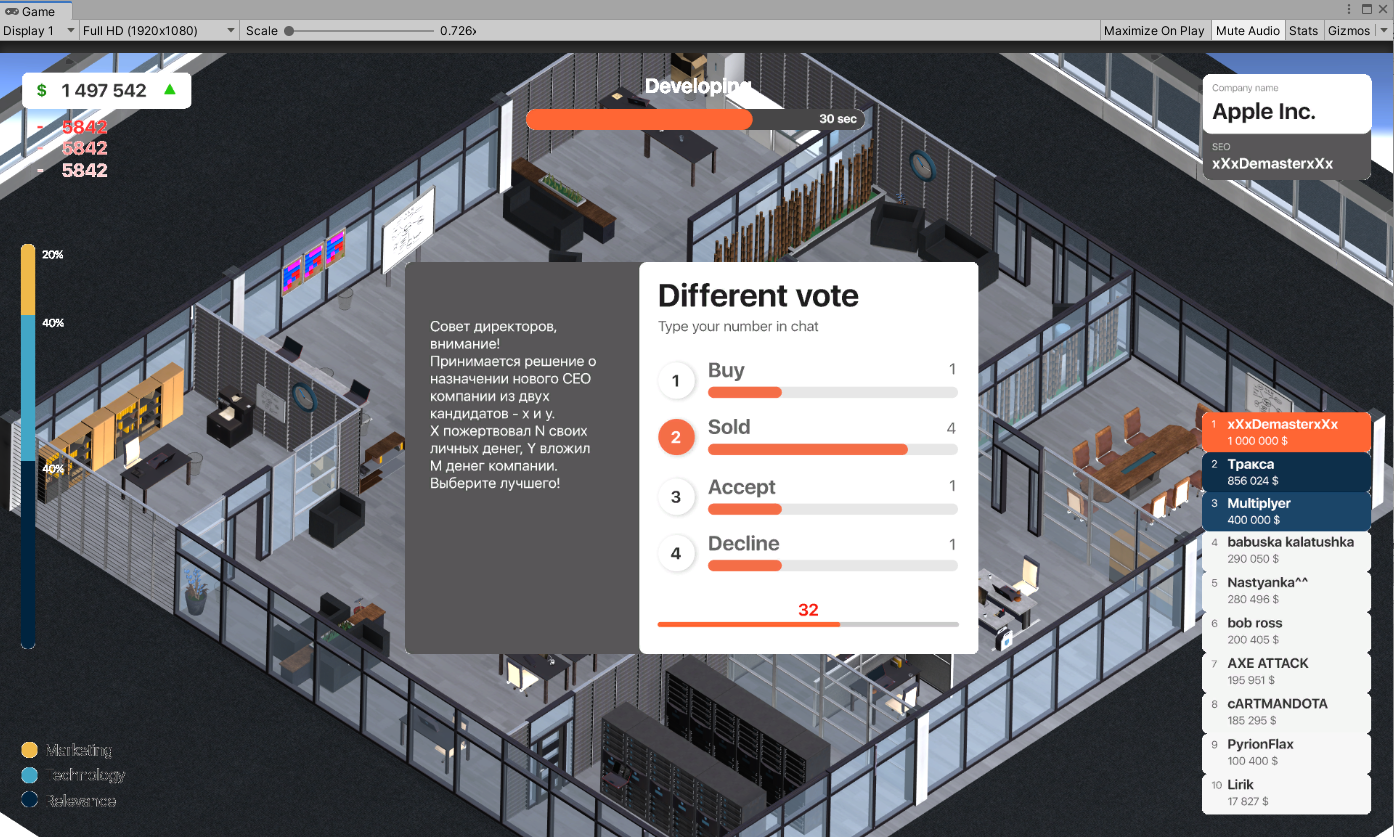 Game
Display 1
Full HD (1920x1080)
Scale
0.726x
Maximize On Play
Mute Audio
Stats
Gizmos
$ 1 497 542
- 5842
- 5842
- 5842
Developing
30 sec
Company name
Apple Inc.
SEO
xXxDemasterxXx
20%
40%
40%
Marketing
Technology
Relevance
Совет директоров,
внимание!
Принимается решение о
назначении нового CEO
компании из двух
кандидатов - x и y.
X пожертвовал N своих
личных денег, Y вложил
M денег компании.
Выберите лучшего!
Different vote
Type your number in chat
1 Buy 1
2 Sold 4
3 Accept 1
4 Decline 1
32
1 xXxDemasterxXx
1 000 000 $
2 Тракса
856 024 $
3 Multiplyer
400 000 $
4 babuska kalatushka
290 050 $
5 Nastyanka^^
280 496 $
6 bob ross
200 405 $
7 AXE ATTACK
195 951 $
8 cARTMANDOTA
185 295 $
9 PyrionFlax
100 400 $
10 Lirik
17 827 $